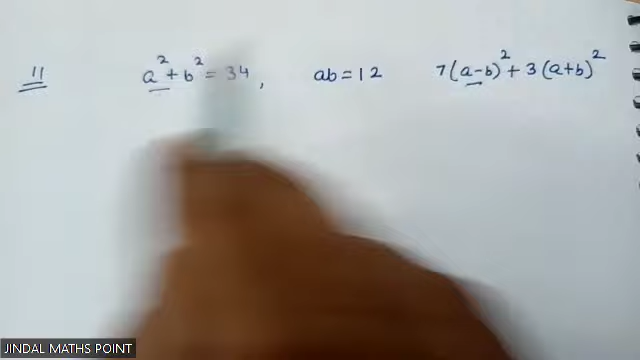 11 a² + b² = 34, ab = 12 7(a-b)² + 3(a+b)²
JINDAL MATHS POINT